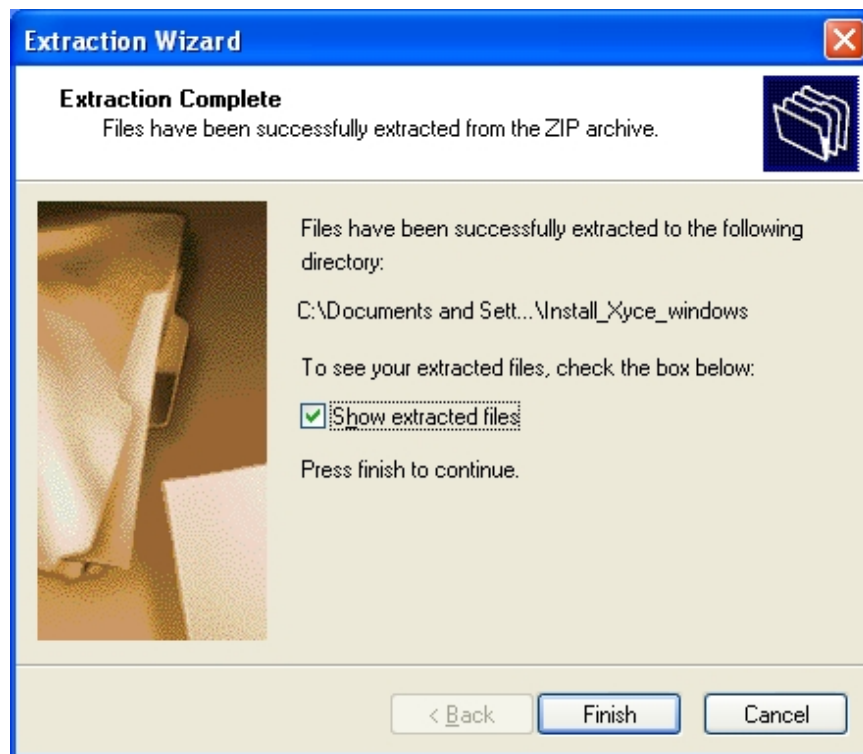 Extraction Wizard
Extraction Complete
Files have been successfully extracted from the ZIP archive.
Files have been successfully extracted to the following
directory:
C:\Documents and Sett...\Install_Xyce_windows
To see your extracted files, check the box below:
Show extracted files
Press finish to continue.
< Back Finish Cancel